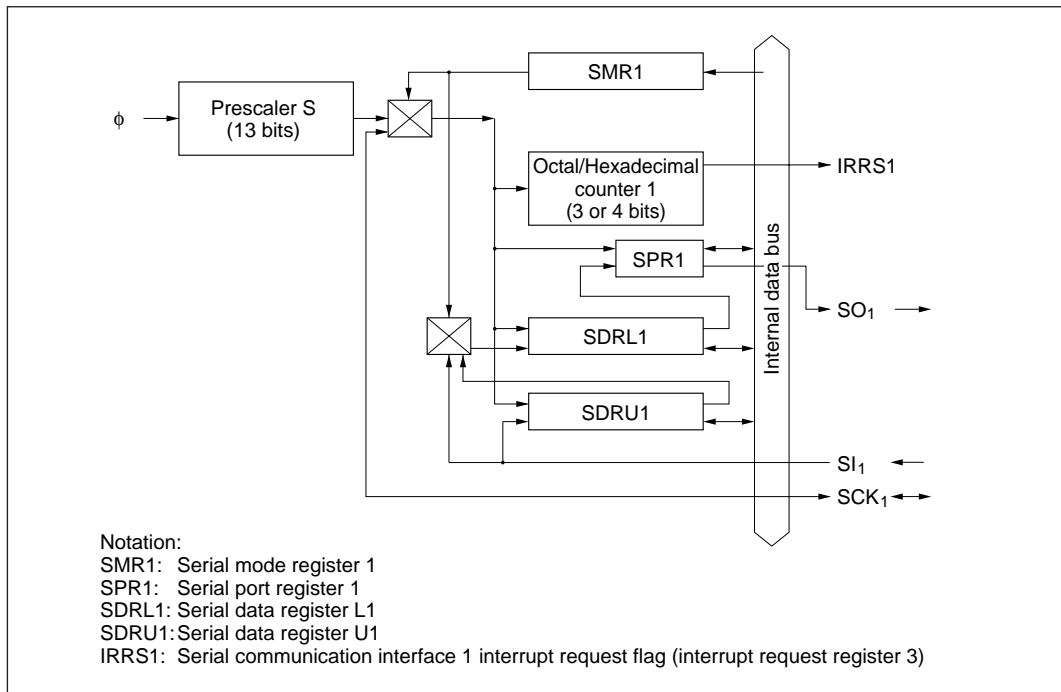 SMR1
Prescaler S
(13 bits)
ϕ
Octal/Hexadecimal
counter 1
(3 or 4 bits)
IRRS1
SPR1
Internal data bus
SO1
SDRL1
SDRU1
SI1
SCK1
Notation:
SMR1: Serial mode register 1
SPR1: Serial port register 1
SDRL1: Serial data register L1
SDRU1: Serial data register U1
IRRS1: Serial communication interface 1 interrupt request flag (interrupt request register 3)